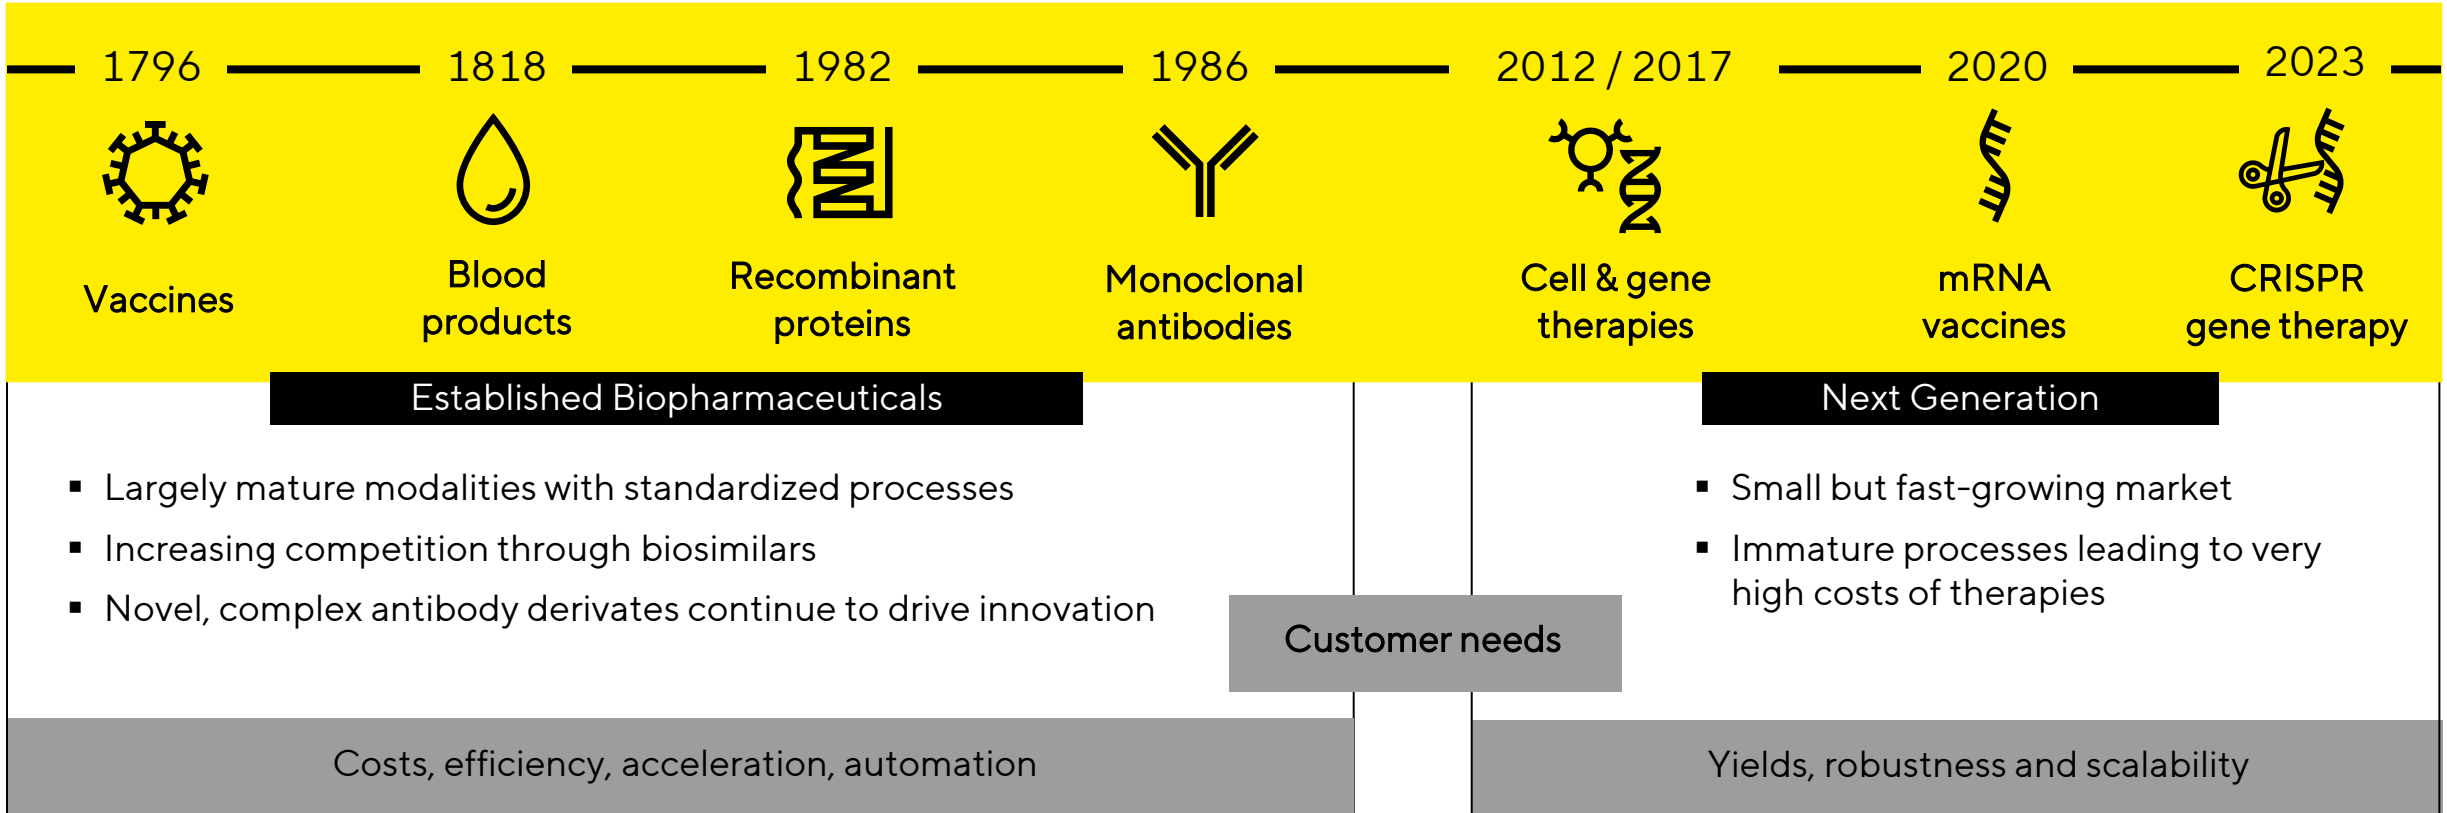 1796
1818
1982
1986
2012 / 2017
2020
2023
Vaccines
Blood
products
Recombinant
proteins
Monoclonal
antibodies
Cell & gene
therapies
mRNA
vaccines
CRISPR
gene therapy
Established Biopharmaceuticals
▪ Largely mature modalities with standardized processes
▪ Increasing competition through biosimilars
▪ Novel, complex antibody derivates continue to drive innovation
Next Generation
▪ Small but fast-growing market
▪ Immature processes leading to very
high costs of therapies
Customer needs
Costs, efficiency, acceleration, automation
Yields, robustness and scalability